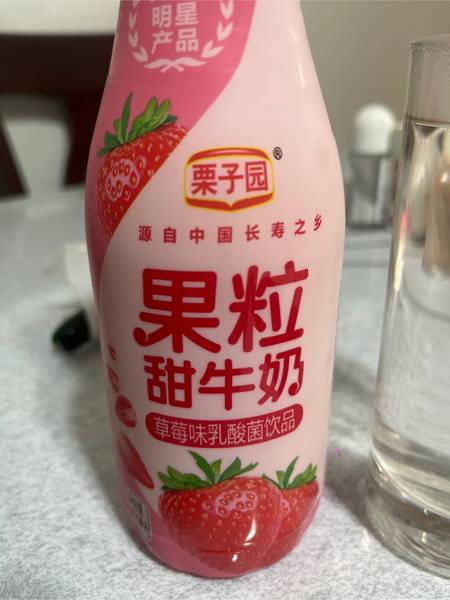 明星
产品
栗子园®
源自中国长寿之乡
果粒
甜牛奶
草莓味乳酸菌饮品